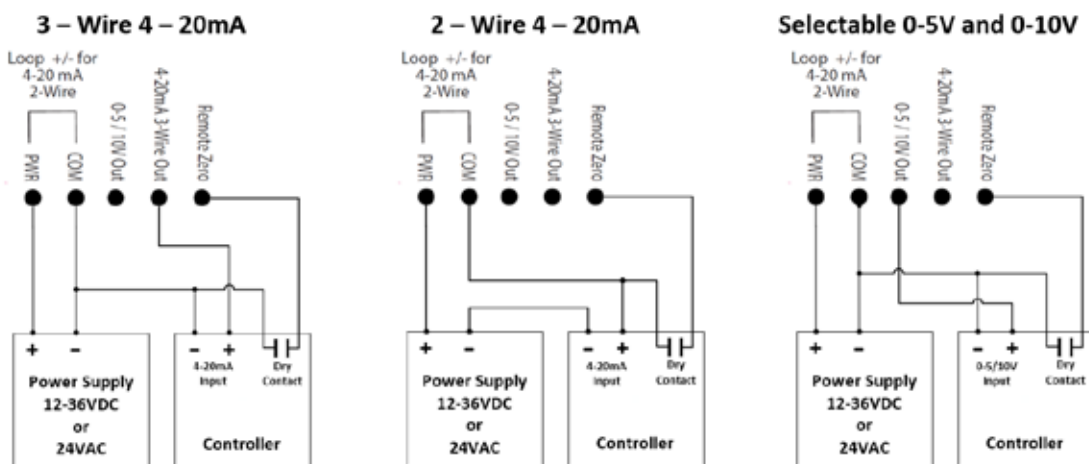 3 – Wire 4 – 20mA
Loop +/- for
4-20 mA
2-Wire
PWR
COM
0-5 / 10V Out
4-20mA 3-Wire Out
Remote Zero
+
-
-
+
4-20mA
Input
Dry
Contact
Power Supply
12-36VDC
or
24VAC
Controller
2 – Wire 4 – 20mA
Loop +/- for
4-20 mA
2-Wire
PWR
COM
0-5 / 10V Out
4-20mA 3-Wire Out
Remote Zero
+
-
-
+
4-20mA
Input
Dry
Contact
Power Supply
12-36VDC
or
24VAC
Controller
Selectable 0-5V and 0-10V
Loop +/- for
4-20 mA
2-Wire
PWR
COM
0-5 / 10V Out
4-20mA 3-Wire Out
Remote Zero
+
-
-
+
0-5/10V
Input
Dry
Contact
Power Supply
12-36VDC
or
24VAC
Controller